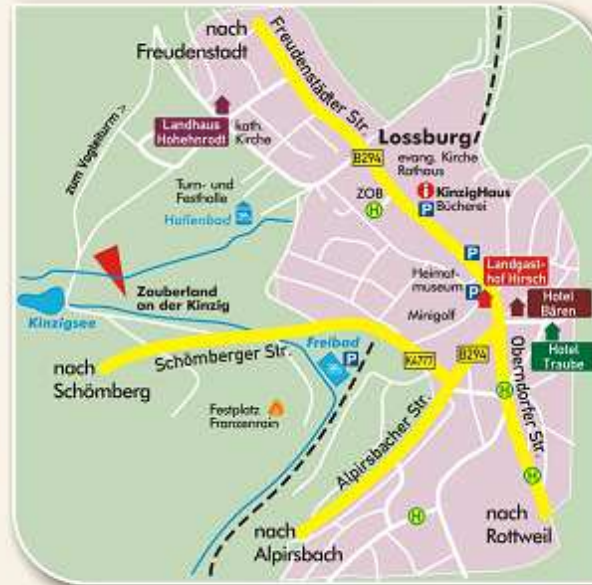 nach
Freudenstadt
Freudenstädter Str.
Landhaus
Hohenrodt
kath.
Kirche
Lossburg
B294
evang. Kirche
Rathaus
zum Vogteiturm >
Turn- und
Festhalle
ZOB
H
i
KinzigHaus
P
Bücherei
Hallenbad
P
Landgast-
hof Hirsch
Heimat-
museum
P
Zauberland
an der Kinzig
Hotel
Bären
Kinzigsee
Minigolf
Freibad
P
Schömberger Str.
K4777
B294
Oberndorfer Str.
Hotel
Traube
nach
Schömberg
Festplatz
Franzenrain
Alpirsbacher Str.
H
H
H
nach
Rottweil
nach
Alpirsbach